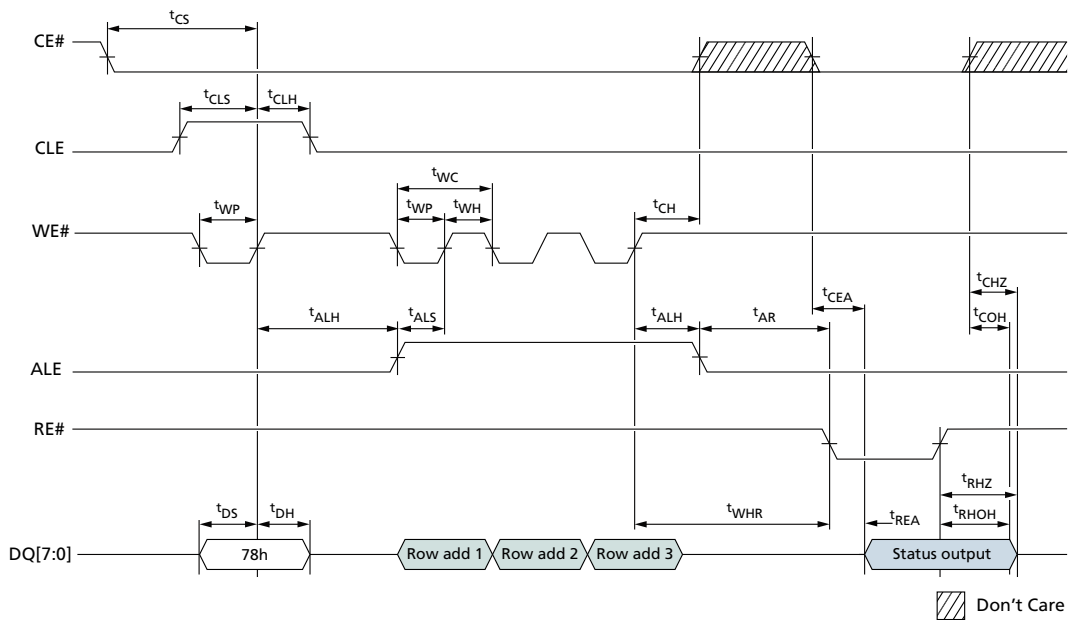 tCS
CE#
tCLS tCLH
CLE
tWC
tWP tWP tWH tCH
WE#
tCEA tCHZ
tALH tALS tALH tAR tCOH
ALE
RE#
tRHZ
tDS tDH tWHR tREA tRHOH
DQ[7:0] 78h Row add 1 Row add 2 Row add 3 Status output
Don't Care